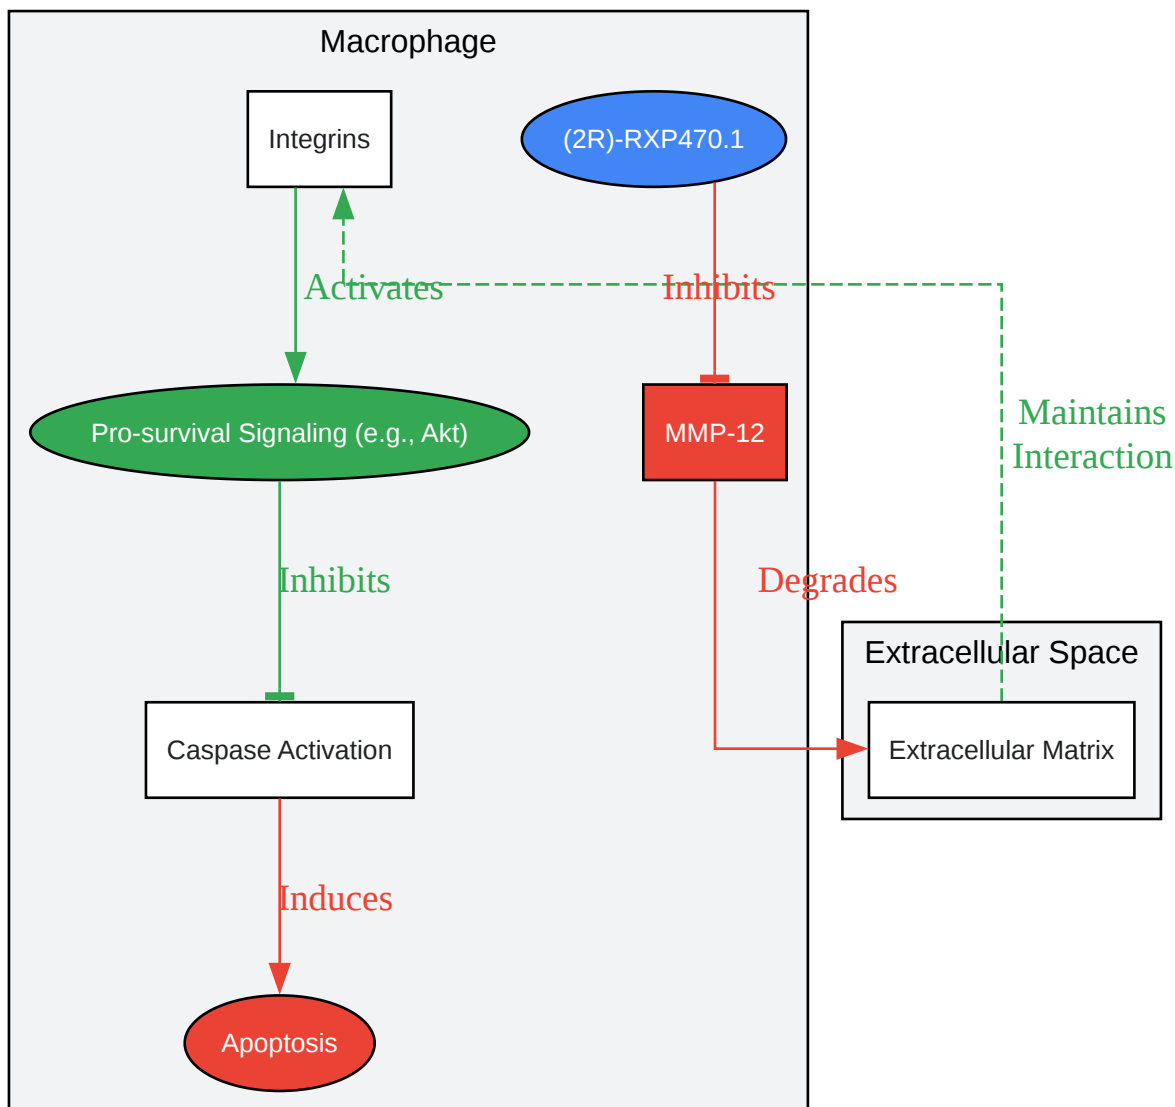 Macrophage
Integrins
(2R)-RXP470.1
Activates
Inhibits
Maintains
Interaction
Pro-survival Signaling (e.g., Akt)
MMP-12
Inhibits
Degrades
Extracellular Space
Caspase Activation
Extracellular Matrix
Induces
Apoptosis